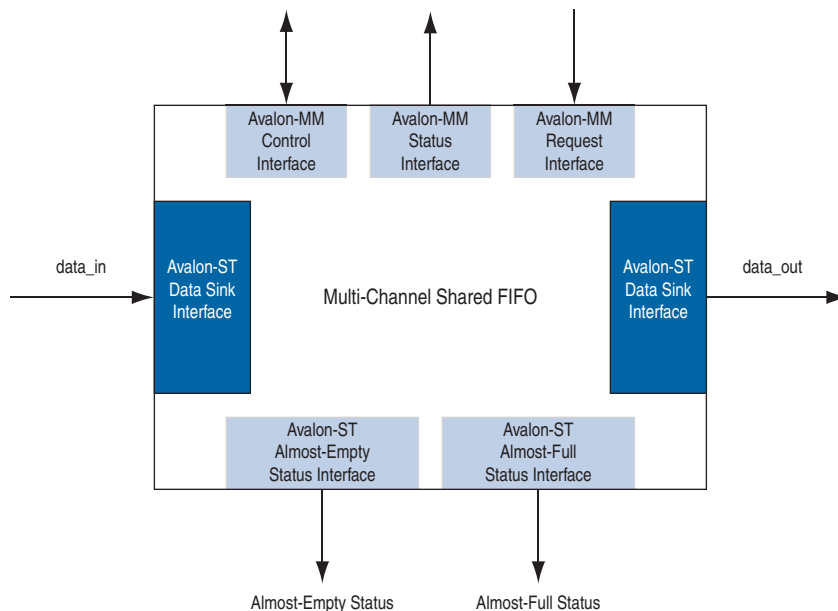 Avalon-MM
Control
Interface
Avalon-MM
Status
Interface
Avalon-MM
Request
Interface
data_in
Avalon-ST
Data Sink
Interface
Multi-Channel Shared FIFO
Avalon-ST
Data Sink
Interface
data_out
Avalon-ST
Almost-Empty
Status Interface
Avalon-ST
Almost-Full
Status Interface
Almost-Empty Status
Almost-Full Status